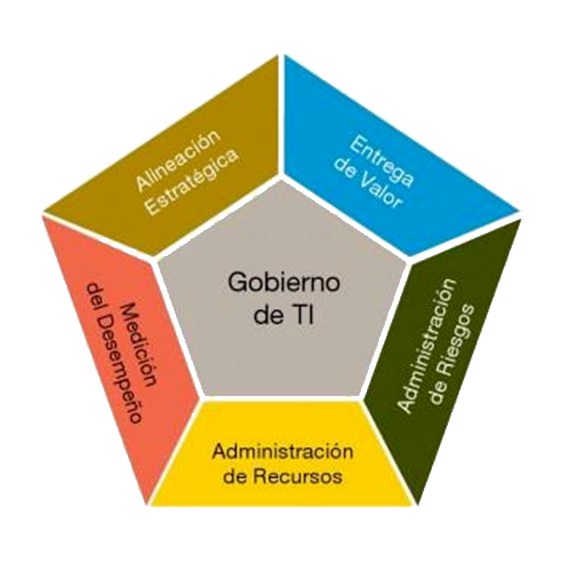 Alineación
Estratégica
Entrega
de Valor
Gobierno
de TI
Medición
del Desempeño
Administración
de Riesgos
Administración
de Recursos